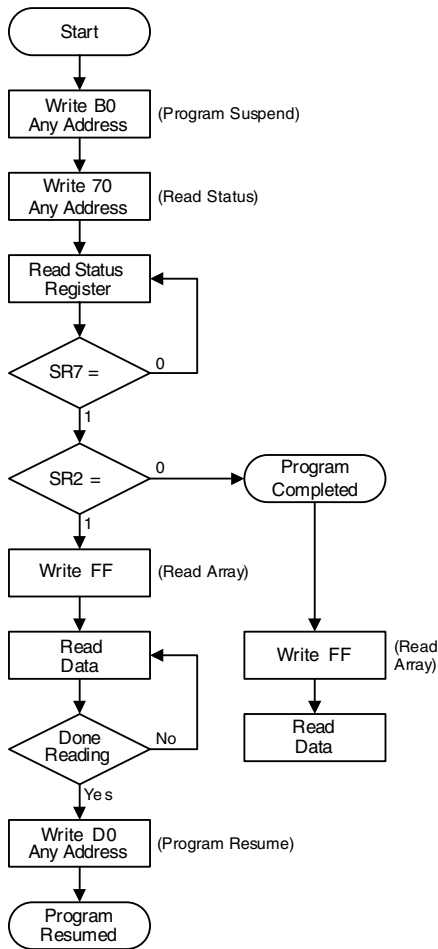 Start
Write B0
Any Address
(Program Suspend)
Write 70
Any Address
(Read Status)
Read Status
Register
SR7 =
0
1
SR2 =
0
Program
Completed
1
Write FF
(Read Array)
Read
Data
Write FF
(Read
Array)
Done
Reading
No
Read
Data
Yes
Write D0
Any Address
(Program Resume)
Program
Resumed